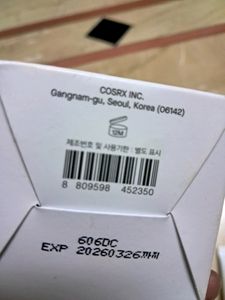 COSRX INC.
Gangnam-gu, Seoul, Korea (06142)
12M
제조번호 및 사용기한 : 별도 표시
8 809598 452350
606DC
EXP 20260326까지